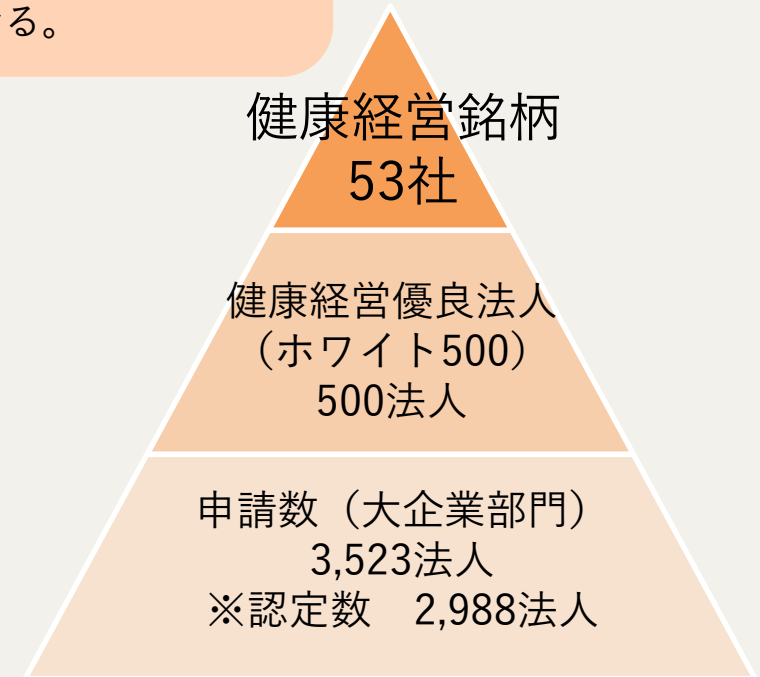 る。
健康経営銘柄
53社
健康経営優良法人
（ホワイト500）
500法人
申請数（大企業部門）
3,523法人
※認定数　2,988法人